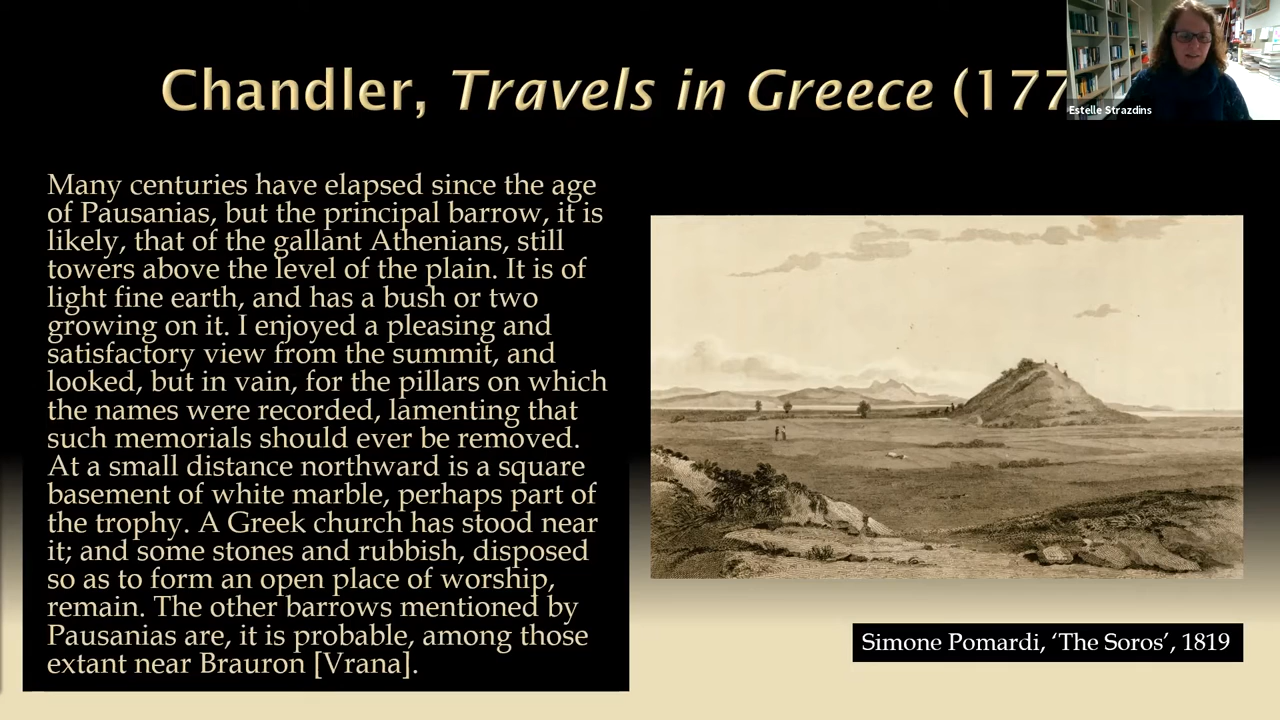 Chandler, Travels in Greece (177
Estelle Strazdins
Many centuries have elapsed since the age
of Pausanias, but the principal barrow, it is
likely, that of the gallant Athenians, still
towers above the level of the plain. It is of
light fine earth, and has a bush or two
growing on it. I enjoyed a pleasing and
satisfactory view from the summit, and
looked, but in vain, for the pillars on which
the names were recorded, lamenting that
such memorials should ever be removed.
At a small distance northward is a square
basement of white marble, perhaps part of
the trophy. A Greek church has stood near
it; and some stones and rubbish, disposed
so as to form an open place of worship,
remain. The other barrows mentioned by
Pausanias are, it is probable, among those
extant near Brauron [Vrana].
Simone Pomardi, ‘The Soros’, 1819